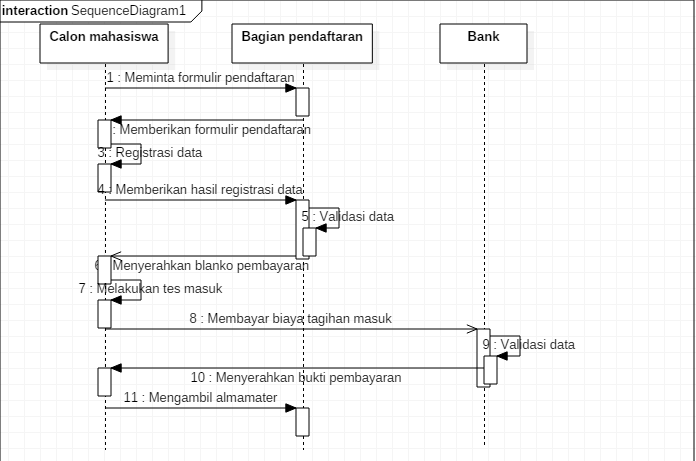 interaction SequenceDiagram1
Calon mahasiswa
Bagian pendaftaran
Bank
1 : Meminta formulir pendaftaran
: Memberikan formulir pendaftaran
3 : Registrasi data
4 : Memberikan hasil registrasi data
5 : Validasi data
6 Menyerahkan blanko pembayaran
7 : Melakukan tes masuk
8 : Membayar biaya tagihan masuk
9 : Validasi data
10 : Menyerahkan bukti pembayaran
11 : Mengambil almamater